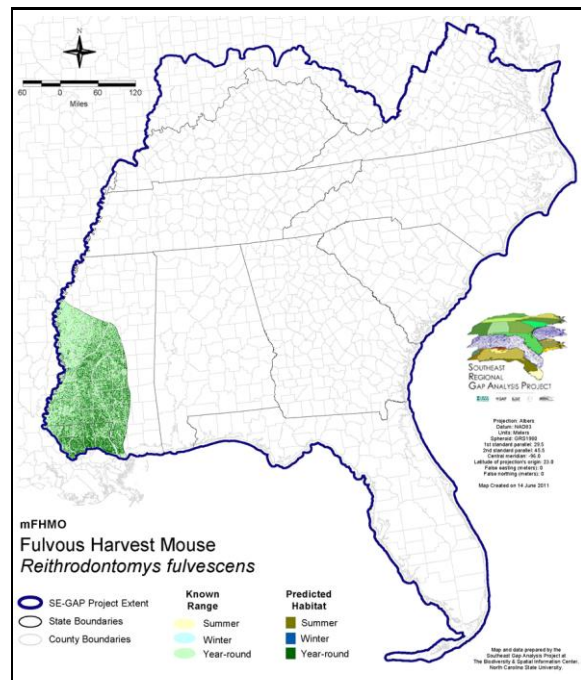 N
60 0 60 120
Miles
SOUTHEAST
REGIONAL
GAP ANALYSIS PROJECT
Projection: Albers
Datum: NAD83
Units: Meters
Spheroid: GRS1980
1st standard parallel: 29.5
2nd standard parallel: 45.5
Central meridian: -96.0
Latitude of projection's origin: 23.0
False easting (meters): 0
False northing (meters): 0
Map Created on 14 June 2011
mFHMO
Fulvous Harvest Mouse
Reithrodontomys fulvescens
SE-GAP Project Extent
State Boundaries
County Boundaries
Known
Range
Summer
Winter
Year-round
Predicted
Habitat
Summer
Winter
Year-round
Map and data prepared by the
Southeast Gap Analysis Project at
The Biodiversity & Spatial Information Center,
North Carolina State University.